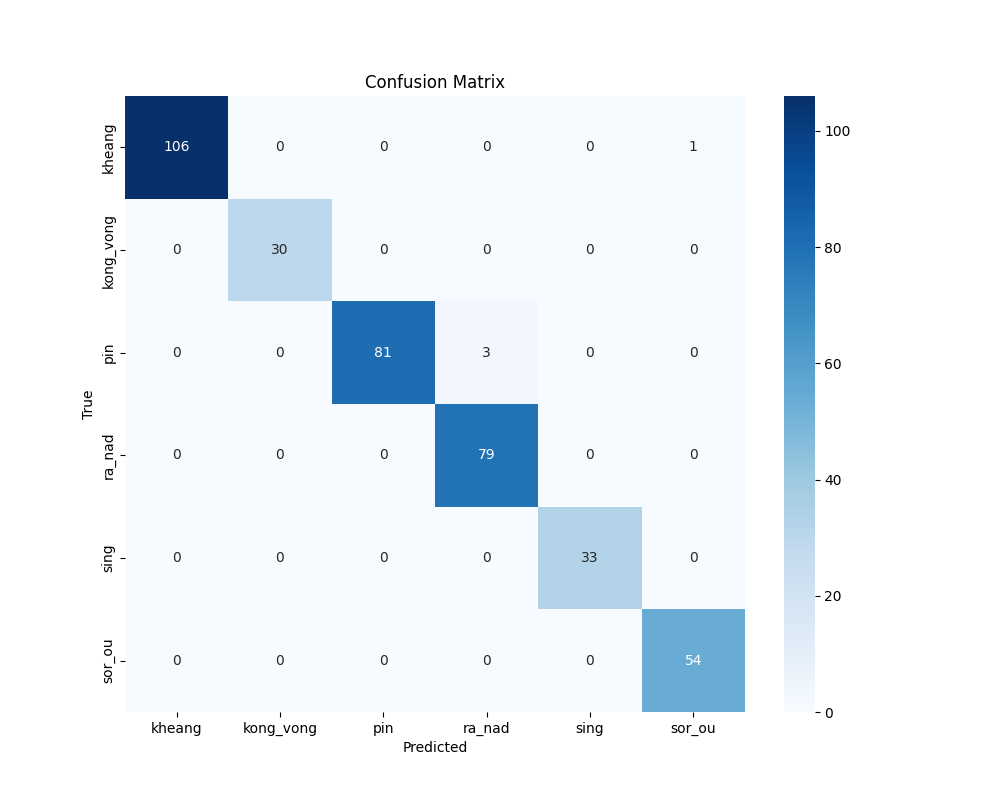 Confusion Matrix
kheang 106 0 0 0 0 1
kong_vong 0 30 0 0 0 0
pin 0 0 81 3 0 0
ra_nad 0 0 0 79 0 0
sing 0 0 0 0 33 0
sor_ou 0 0 0 0 0 54
True
kheang kong_vong pin ra_nad sing sor_ou
Predicted
100
80
60
40
20
0